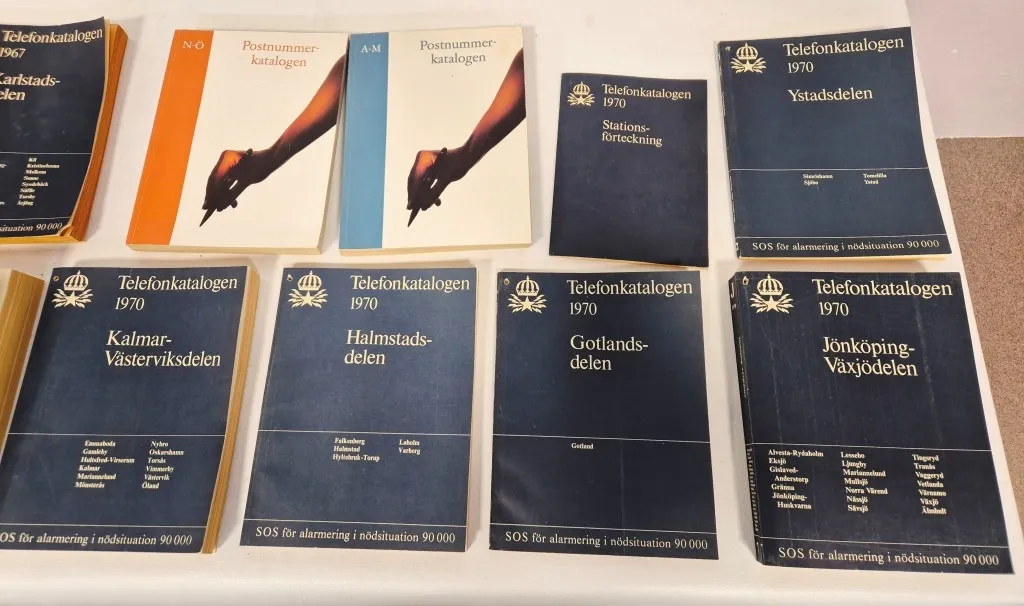 Telefonkatalogen
1967
Karlstads-
delen
Kil
Kristinehamn
Molkom
Sunne
Sysslebäck
Säffle
Torsby
Årjäng
nödsituation 90 000
N-Ö
Postnummer-
katalogen
A-M
Postnummer-
katalogen
Telefonkatalogen
1970
Stations-
förteckning
Telefonkatalogen
1970
Ystadsdelen
Simrishamn
Sjöbo
Tomelilla
Ystad
SOS för alarmering i nödsituation 90 000
Telefonkatalogen
1970
Kalmar-
Västerviksdelen
Emmaboda
Gamleby
Hultsfred-Virserum
Kalmar
Mariannelund
Mönsterås
Nybro
Oskarshamn
Torsås
Vimmerby
Västervik
Öland
SOS för alarmering i nödsituation 90 000
Telefonkatalogen
1970
Halmstads-
delen
Falkenberg
Halmstad
Hyltebruk-Torup
Laholm
Varberg
SOS för alarmering i nödsituation 90 000
Telefonkatalogen
1970
Gotlands-
delen
Gotland
SOS för alarmering i nödsituation 90 000
Telefonkatalogen
1970
Jönköping-
Växjödelen
Alvesta-Rydaholm
Eksjö
Gislaved-
Anderstorp
Gränna
Jönköping-
Huskvarna
Lessebo
Ljungby
Mariannelund
Mullsjö
Norra Värend
Nässjö
Sävsjö
Tingsryd
Tranås
Vaggeryd
Vetlanda
Värnamo
Växjö
Älmhult
SOS för alarmering i nödsituation 90 000